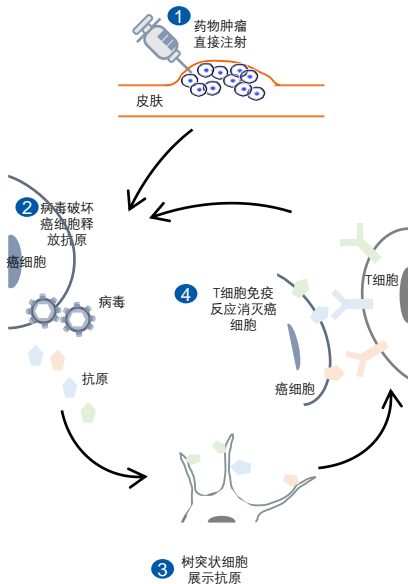 1
药物肿瘤
直接注射
皮肤
2
病毒破坏
癌细胞释
放抗原
癌细胞
病毒
抗原
4
T细胞免疫
反应消灭癌
细胞
T细胞
癌细胞
3
树突状细胞
展示抗原